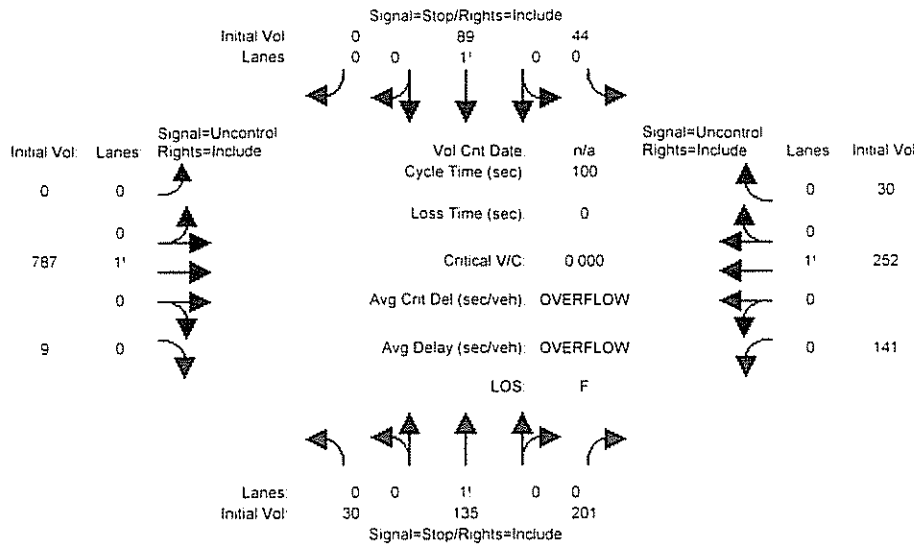 Signal=Stop/Rights=Include
Initial Vol 0 89 44
Lanes 0 0 1! 0 0
Signal=Uncontrol
Initial Vol: Lanes: Rights=Include
Signal=Uncontrol
Rights=Include Lanes Initial Vol
Vol Cnt Date: n/a
Cycle Time (sec) 100
0 0
0 30
Loss Time (sec): 0
0
0
787 1!
Critical V/C: 0 000
1! 252
0
Avg Crit Del (sec/veh): OVERFLOW
0
9 0
Avg Delay (sec/veh): OVERFLOW
0 141
LOS: F
Lanes: 0 0 1! 0 0
Initial Vol: 30 135 201
Signal=Stop/Rights=Include